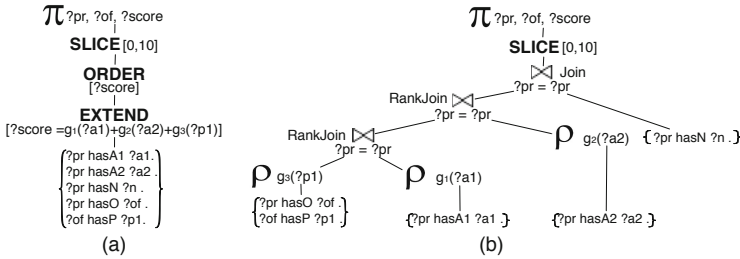 π ?pr, ?of, ?score
SLICE [0,10]
ORDER
[?score]
EXTEND
[?score =g1(?a1)+g2(?a2)+g3(?p1)]
{ ?pr hasA1 ?a1.
?pr hasA2 ?a2 .
?pr hasN ?n .
?pr hasO ?of .
?of hasP ?p1. }
(a)
π ?pr, ?of, ?score
SLICE [0,10]
⋈ Join
?pr = ?pr
RankJoin ⋈
?pr = ?pr
{ ?pr hasN ?n . }
RankJoin ⋈
?pr = ?pr
ρ g2(?a2)
ρ g3(?p1)
ρ g1(?a1)
{ ?pr hasO ?of .
?of hasP ?p1 . }
{ ?pr hasA1 ?a1 . }
{ ?pr hasA2 ?a2 . }
(b)